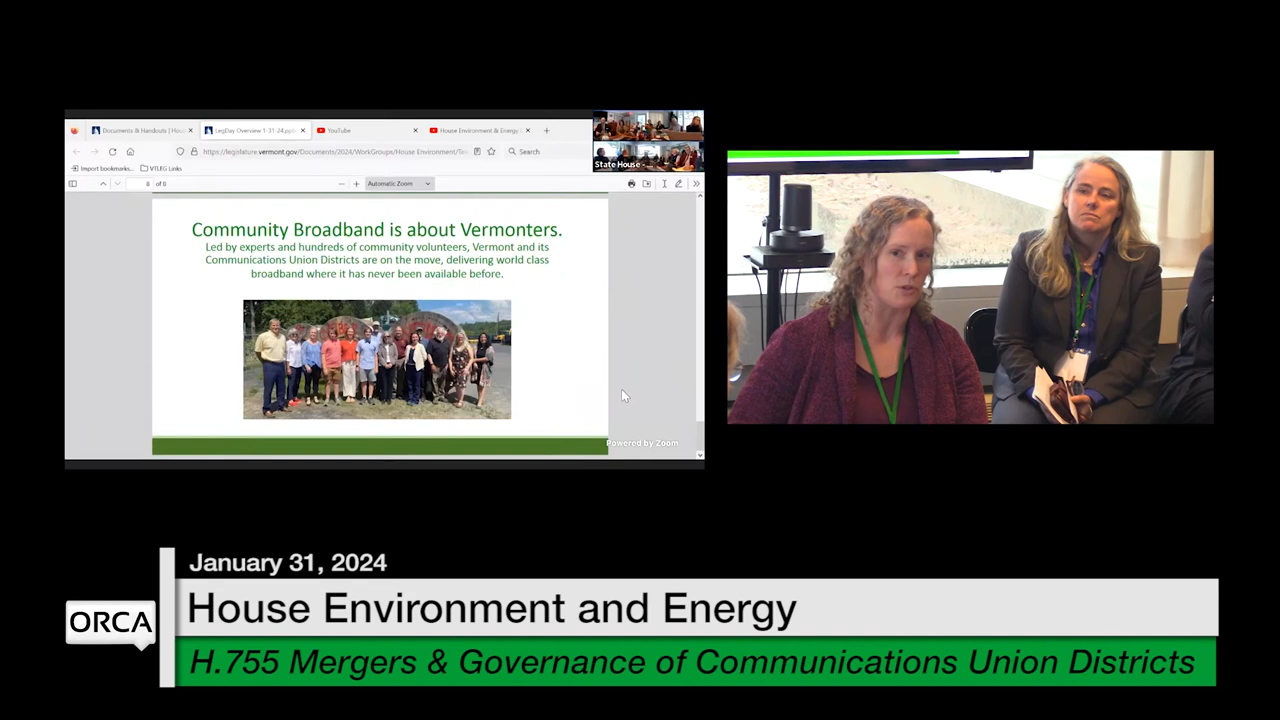 Documents & Handouts | Hous
LegDay Overview 1-31-24.pptx
YouTube
House Environment & Energy
https://legislature.vermont.gov/Documents/2024/WorkGroups/House Environment/Tele
Search
Import bookmarks...
VTLEG Links
State House
8 of 8
Automatic Zoom
Community Broadband is about Vermonters.
Led by experts and hundreds of community volunteers, Vermont and its
Communications Union Districts are on the move, delivering world class
broadband where it has never been available before.
Powered by Zoom
January 31, 2024
ORCA
House Environment and Energy
H.755 Mergers & Governance of Communications Union Districts